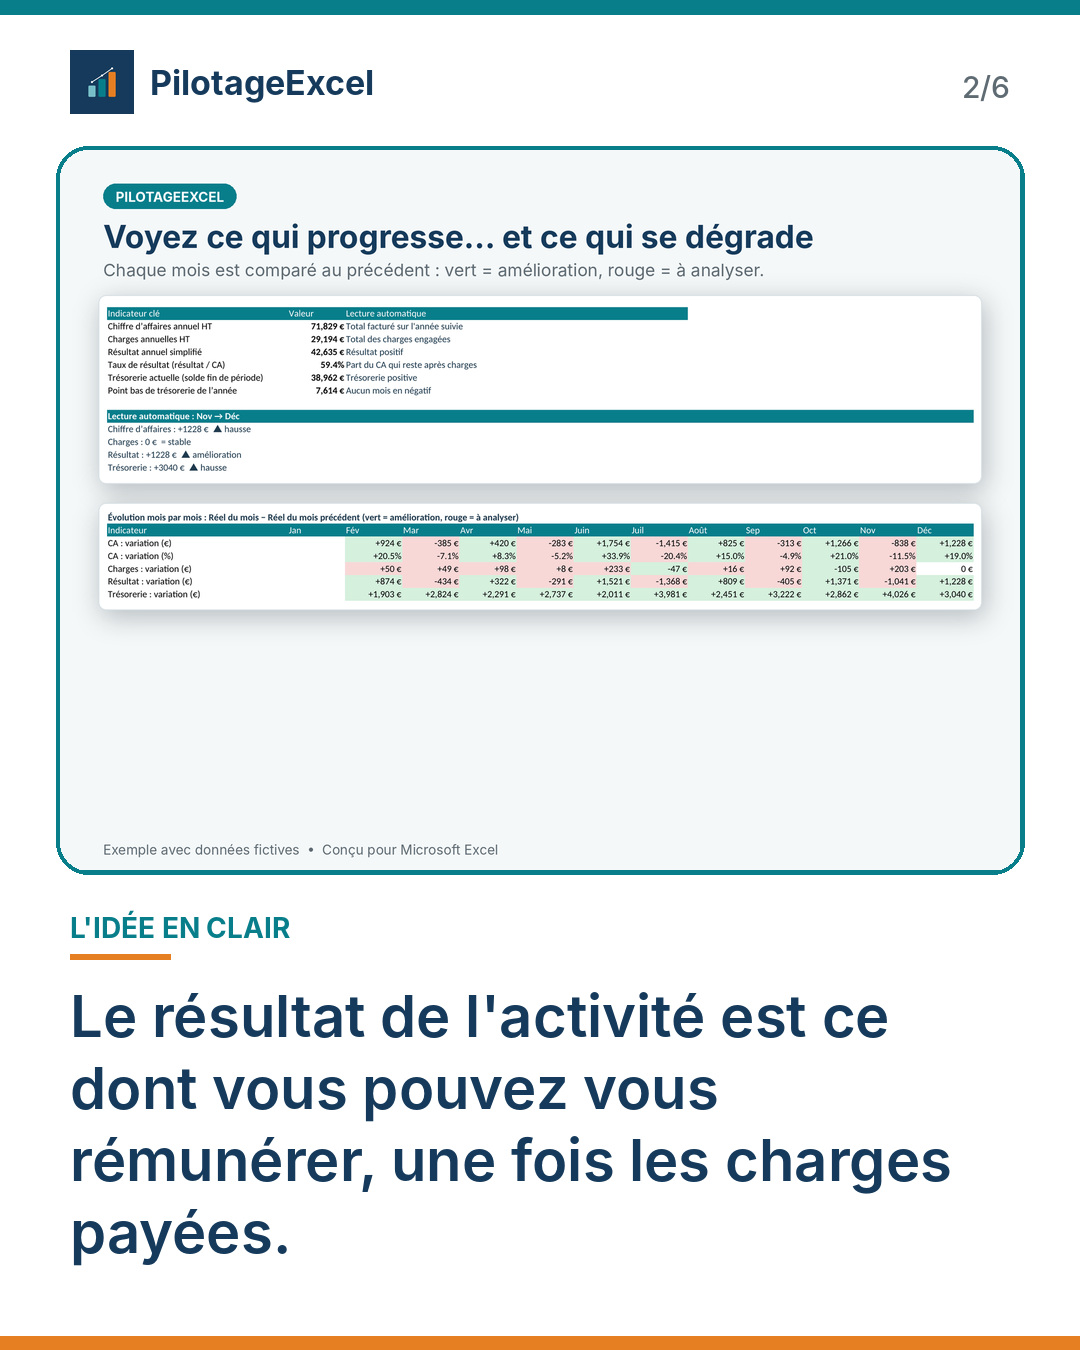 PilotageExcel
2/6
PILOTAGEEXCEL
Voyez ce qui progresse... et ce qui se dégrade
Chaque mois est comparé au précédent : vert = amélioration, rouge = à analyser.
Indicateur clé Valeur Lecture automatique
Chiffre d'affaires annuel HT 71,829 € Total facturé sur l'année suivie
Charges annuelles HT 29,194 € Total des charges engagées
Résultat annuel simplifié 42,635 € Résultat positif
Taux de résultat (résultat / CA) 59.4% Part du CA qui reste après charges
Trésorerie actuelle (solde fin de période) 38,962 € Trésorerie positive
Point bas de trésorerie de l'année 7,614 € Aucun mois en négatif
Lecture automatique : Nov → Déc
Chiffre d'affaires : +1228 € ▲ hausse
Charges : 0 € = stable
Résultat : +1228 € ▲ amélioration
Trésorerie : +3040 € ▲ hausse
Évolution mois par mois : Réel du mois − Réel du mois précédent (vert = amélioration, rouge = à analyser)
Indicateur Jan Fév Mar Avr Mai Juin Juil Août Sep Oct Nov Déc
CA : variation (€) +924 € -385 € +420 € -283 € +1,754 € -1,415 € +825 € -313 € +1,266 € -838 € +1,228 €
CA : variation (%) +20.5% -7.1% +8.3% -5.2% +33.9% -20.4% +15.0% -4.9% +21.0% -11.5% +19.0%
Charges : variation (€) +50 € +49 € +98 € +8 € +233 € -47 € +16 € +92 € -105 € +203 € 0 €
Résultat : variation (€) +874 € -434 € +322 € -291 € +1,521 € -1,368 € +809 € -405 € +1,371 € -1,041 € +1,228 €
Trésorerie : variation (€) +1,903 € +2,824 € +2,291 € +2,737 € +2,011 € +3,981 € +2,451 € +3,222 € +2,862 € +4,026 € +3,040 €
Exemple avec données fictives • Conçu pour Microsoft Excel
L'IDÉE EN CLAIR
Le résultat de l'activité est ce
dont vous pouvez vous
rémunérer, une fois les charges
payées.